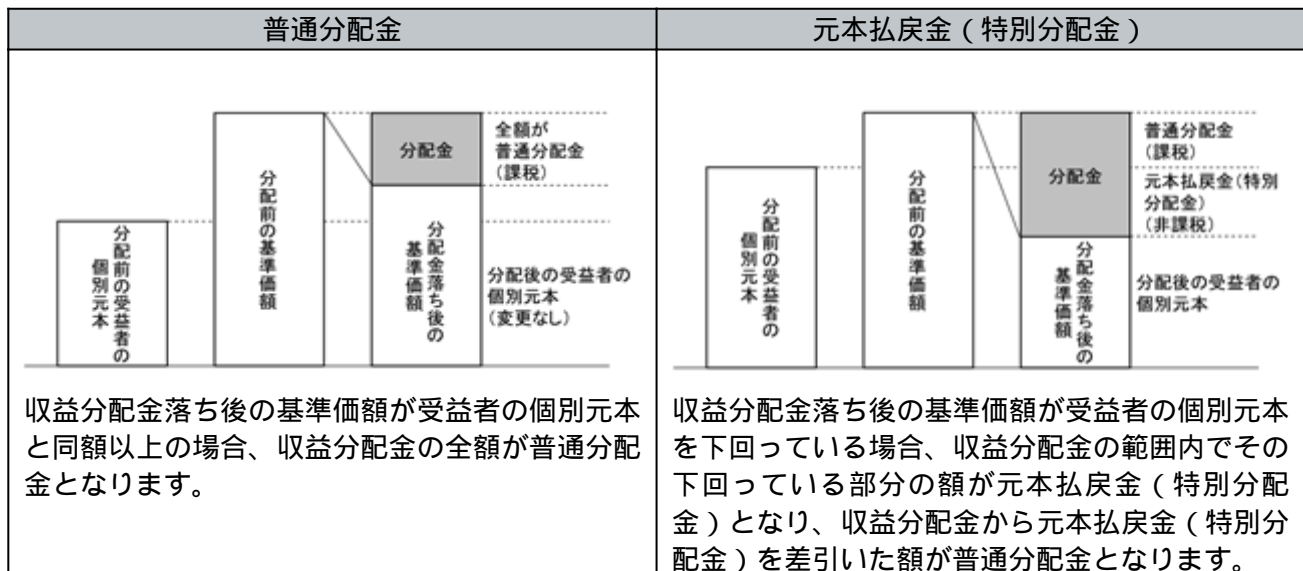 普通分配金
分配前の受益者の
個別元本
分配前の基準価額
分配金
分配金落ち後の
基準価額
全額が
普通分配金
(課税)
分配後の受益者の
個別元本
(変更なし)
収益分配金落ち後の基準価額が受益者の個別元本
と同額以上の場合、収益分配金の全額が普通分配
金となります。
元本払戻金(特別分配金)
分配前の受益者の
個別元本
分配前の基準価額
分配金
分配金落ち後の
基準価額
普通分配金
(課税)
元本払戻金(特別
分配金)
(非課税)
分配後の受益者の
個別元本
収益分配金落ち後の基準価額が受益者の個別元本
を下回っている場合、収益分配金の範囲内でその
下回っている部分の額が元本払戻金(特別分配
金)となり、収益分配金から元本払戻金(特別分
配金)を差引いた額が普通分配金となります。